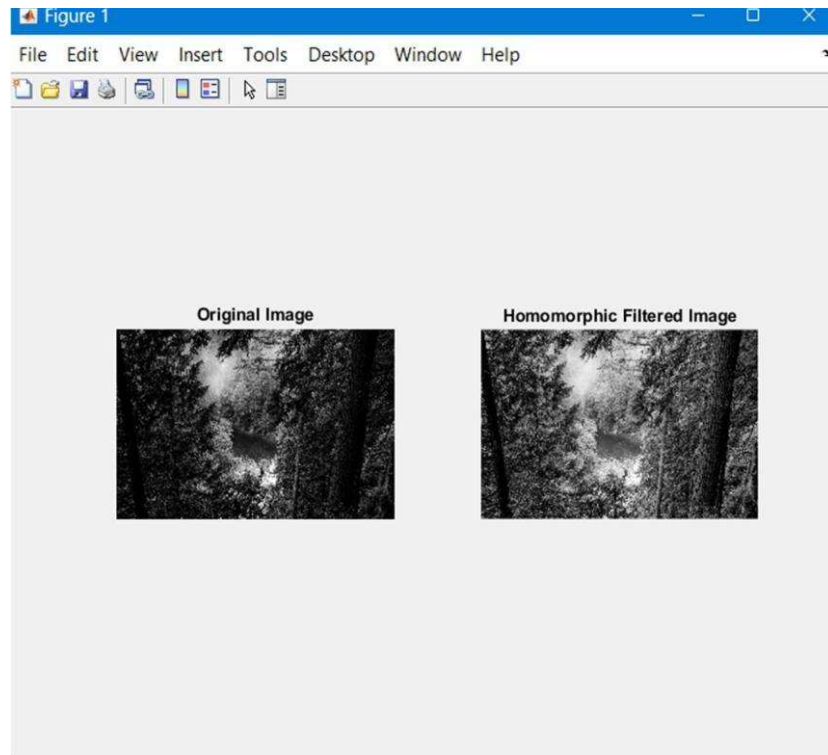 Figure 1
File Edit View Insert Tools Desktop Window Help
Original Image
Homomorphic Filtered Image